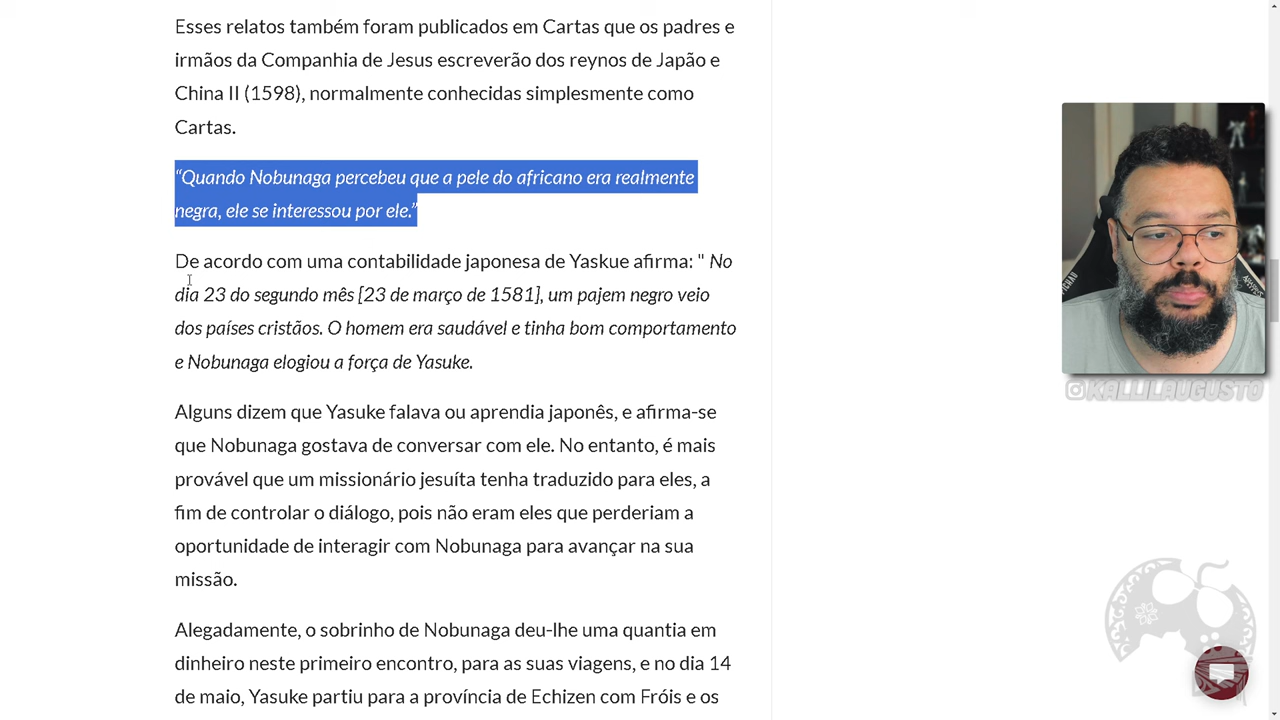 Esses relatos também foram publicados em Cartas que os padres e
irmãos da Companhia de Jesus escreverão dos reynos de Japão e
China II (1598), normalmente conhecidas simplesmente como
Cartas.
“Quando Nobunaga percebeu que a pele do africano era realmente
negra, ele se interessou por ele.”
De acordo com uma contabilidade japonesa de Yaskue afirma: " No
dia 23 do segundo mês [23 de março de 1581], um pajem negro veio
dos países cristãos. O homem era saudável e tinha bom comportamento
e Nobunaga elogiou a força de Yasuke.
Alguns dizem que Yasuke falava ou aprendia japonês, e afirma-se
que Nobunaga gostava de conversar com ele. No entanto, é mais
provável que um missionário jesuíta tenha traduzido para eles, a
fim de controlar o diálogo, pois não eram eles que perderiam a
oportunidade de interagir com Nobunaga para avançar na sua
missão.
Alegadamente, o sobrinho de Nobunaga deu-lhe uma quantia em
dinheiro neste primeiro encontro, para as suas viagens, e no dia 14
de maio, Yasuke partiu para a província de Echizen com Fróis e os
@KALLILAUGUSTO